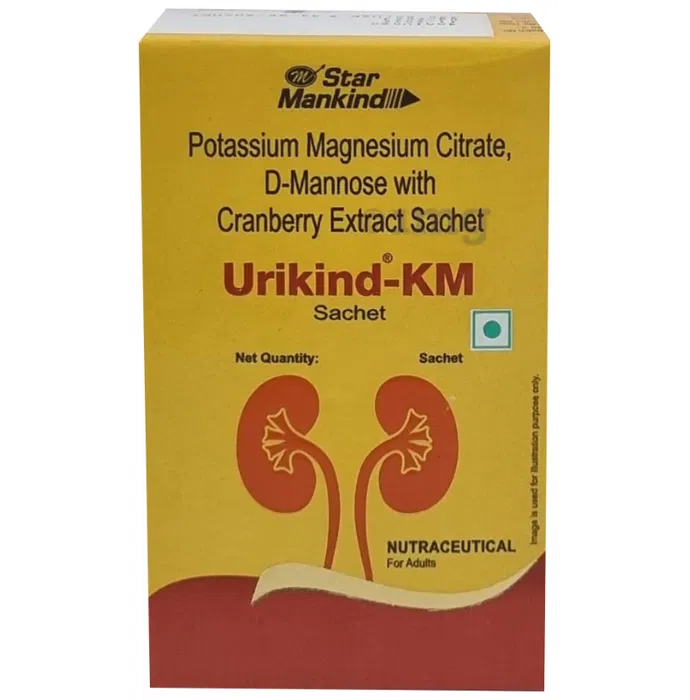 m Star
Mankind
Potassium Magnesium Citrate,
D-Mannose with
Cranberry Extract Sachet
Urikind®-KM
Sachet
Net Quantity: Sachet
Image is used for illustration purpose only.
NUTRACEUTICAL
For Adults